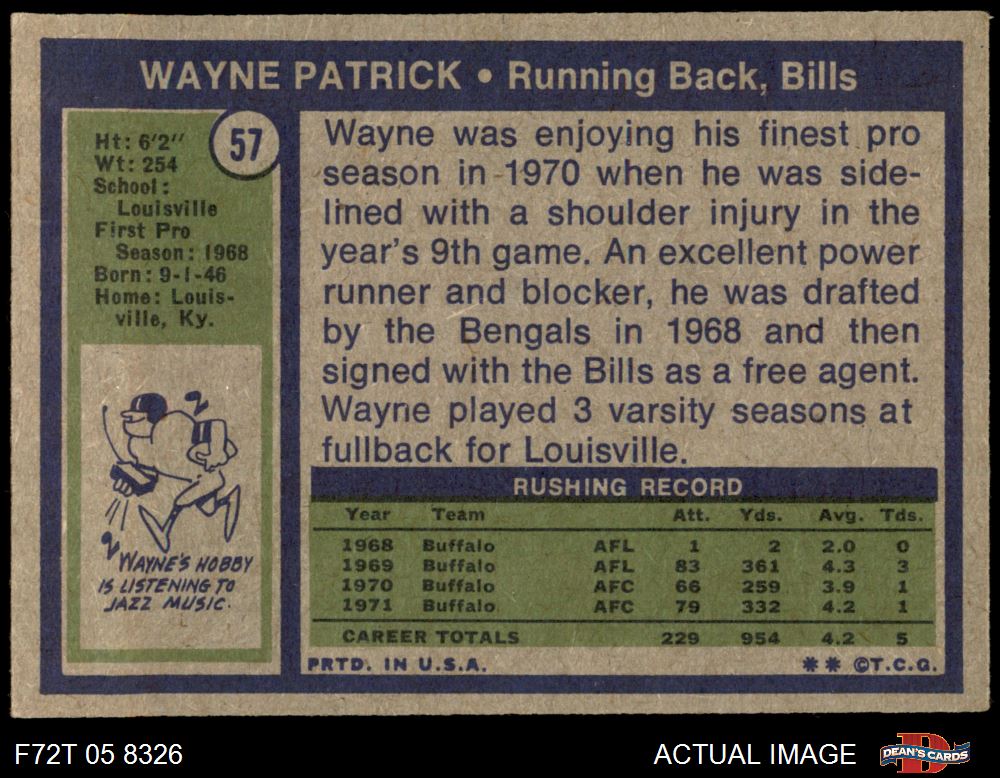 WAYNE PATRICK • Running Back, Bills
57
Ht: 6'2"
Wt: 254
School:
Louisville
First Pro
Season: 1968
Born: 9-1-46
Home: Louis-
ville, Ky.
WAYNE'S HOBBY
IS LISTENING TO
JAZZ MUSIC.
Wayne was enjoying his finest pro
season in 1970 when he was side-
lined with a shoulder injury in the
year's 9th game. An excellent power
runner and blocker, he was drafted
by the Bengals in 1968 and then
signed with the Bills as a free agent.
Wayne played 3 varsity seasons at
fullback for Louisville.
RUSHING RECORD
Year Team Att. Yds. Avg. Tds.
1968 Buffalo AFL 1 2 2.0 0
1969 Buffalo AFL 83 361 4.3 3
1970 Buffalo AFC 66 259 3.9 1
1971 Buffalo AFC 79 332 4.2 1
CAREER TOTALS 229 954 4.2 5
PRTD. IN U.S.A. ** ©T.C.G.
F72T 05 8326
ACTUAL IMAGE
DEAN'S CARDS